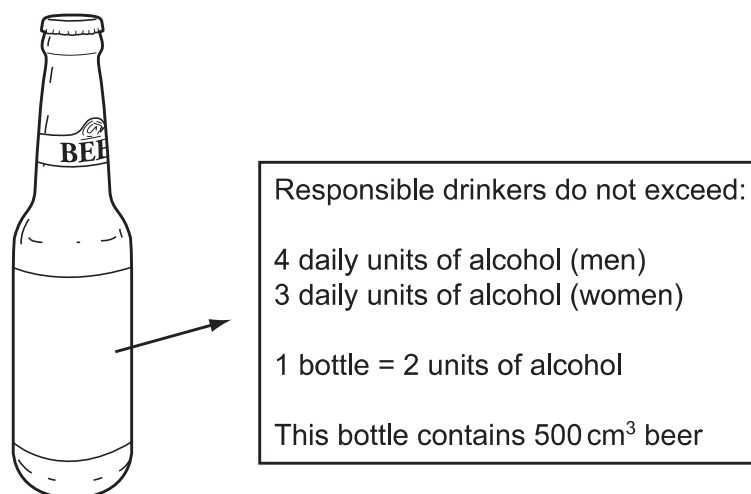 BEE
Responsible drinkers do not exceed:
4 daily units of alcohol (men)
3 daily units of alcohol (women)
1 bottle = 2 units of alcohol
This bottle contains 500 cm³ beer